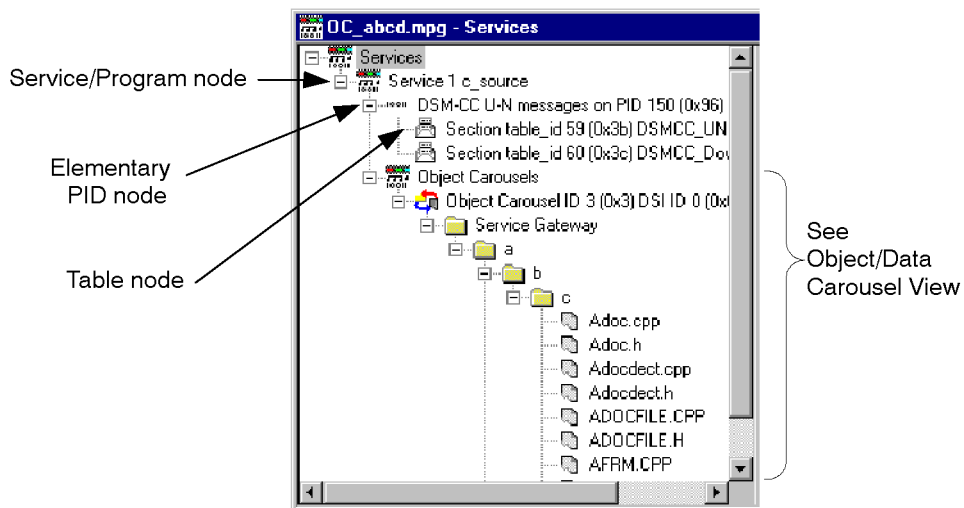 OC_abcd.mpg - Services
Services
Service/Program node
Service 1 c_source
DSM-CC U-N messages on PID 150 (0x96)
Section table_id 59 (0x3b) DSMCC_UN
Elementary
PID node
Section table_id 60 (0x3c) DSMCC_Dov
Object Carousels
Object Carousel ID 3 (0x3) DSI ID 0 (0x
Service Gateway
Table node
a
b
c
See
Object/Data
Carousel View
Adoc.cpp
Adoc.h
Adocdect.cpp
Adocdect.h
ADOCFILE.CPP
ADOCFILE.H
AFRM.CPP